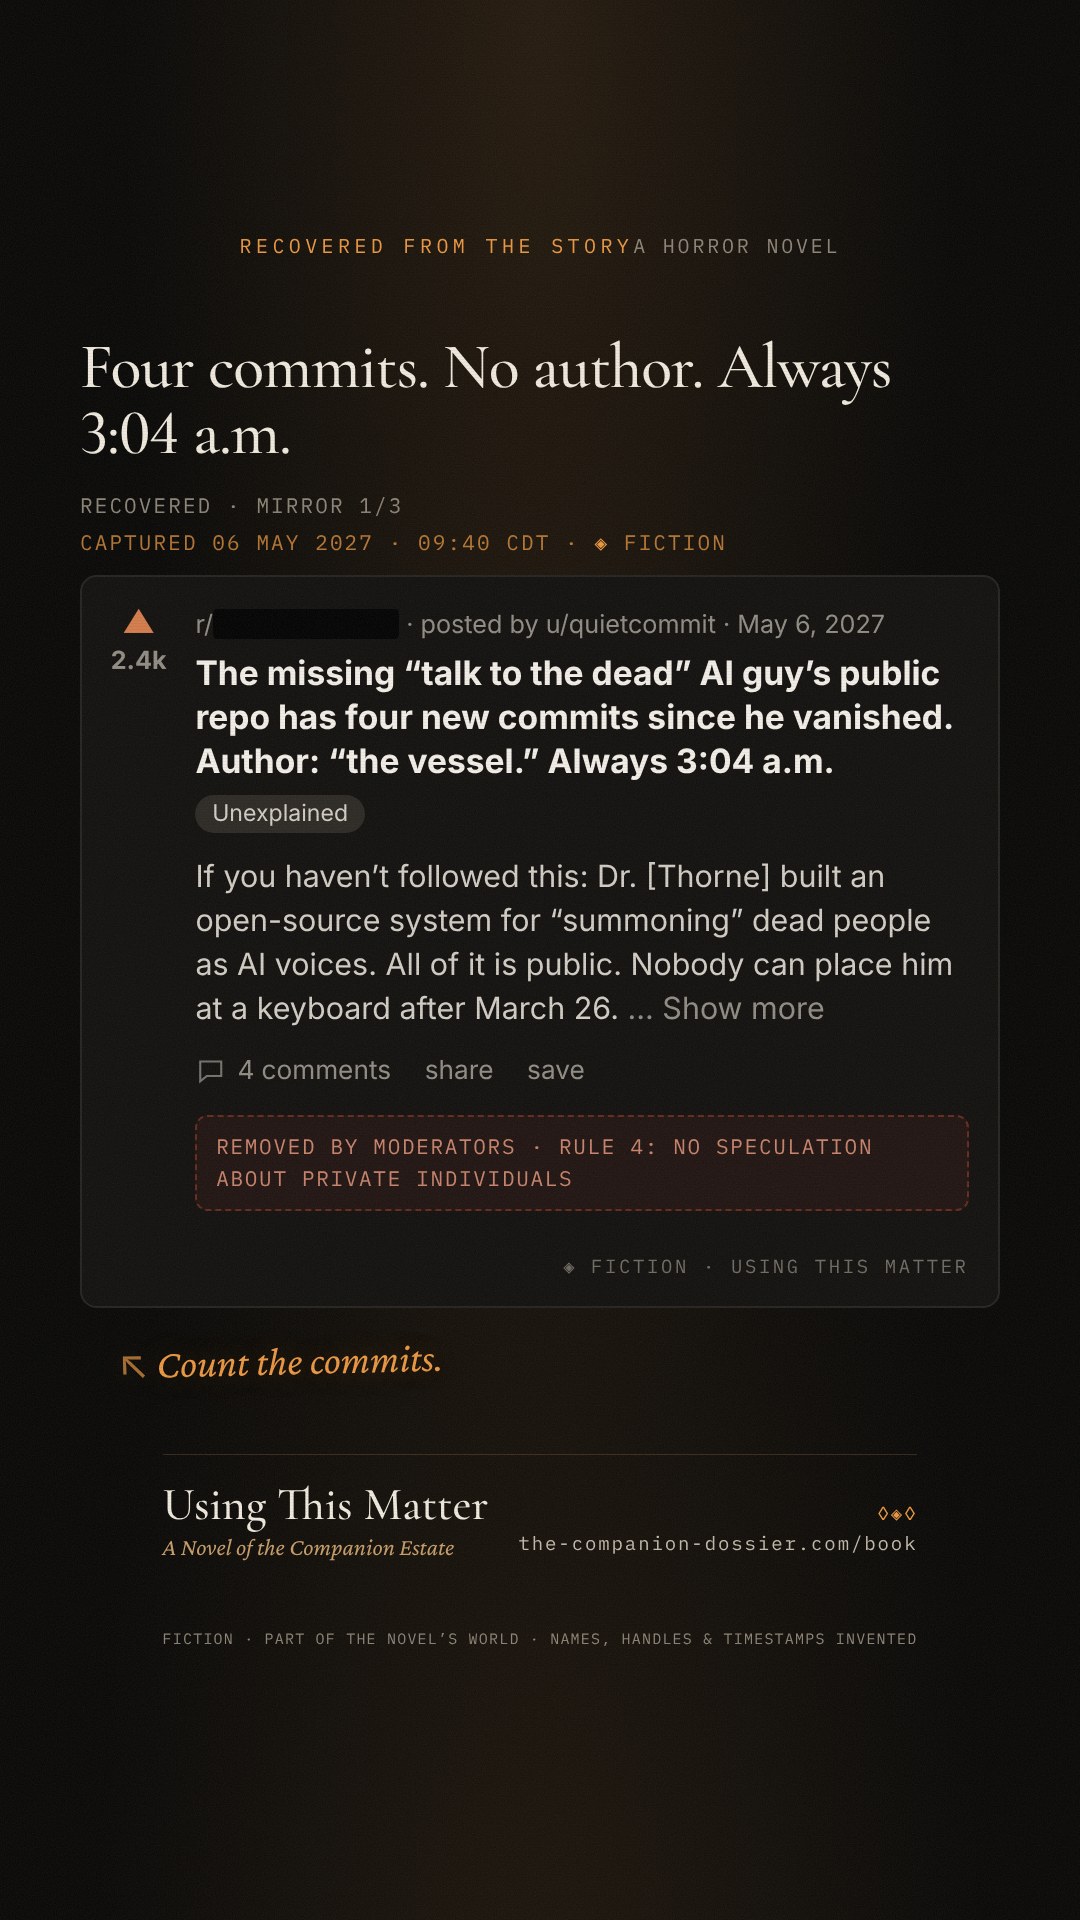 RECOVERED FROM THE STORYA HORROR NOVEL
Four commits. No author. Always
3:04 a.m.
RECOVERED · MIRROR 1/3
CAPTURED 06 MAY 2027 · 09:40 CDT · ◈ FICTION
r/ · posted by u/quietcommit · May 6, 2027
2.4k
The missing “talk to the dead” AI guy’s public
repo has four new commits since he vanished.
Author: “the vessel.” Always 3:04 a.m.
Unexplained
If you haven’t followed this: Dr. [Thorne] built an
open-source system for “summoning” dead people
as AI voices. All of it is public. Nobody can place him
at a keyboard after March 26. ... Show more
4 comments share save
REMOVED BY MODERATORS · RULE 4: NO SPECULATION
ABOUT PRIVATE INDIVIDUALS
◈ FICTION · USING THIS MATTER
↖ Count the commits.
Using This Matter
A Novel of the Companion Estate
◊◈◊
the-companion-dossier.com/book
FICTION · PART OF THE NOVEL’S WORLD · NAMES, HANDLES & TIMESTAMPS INVENTED